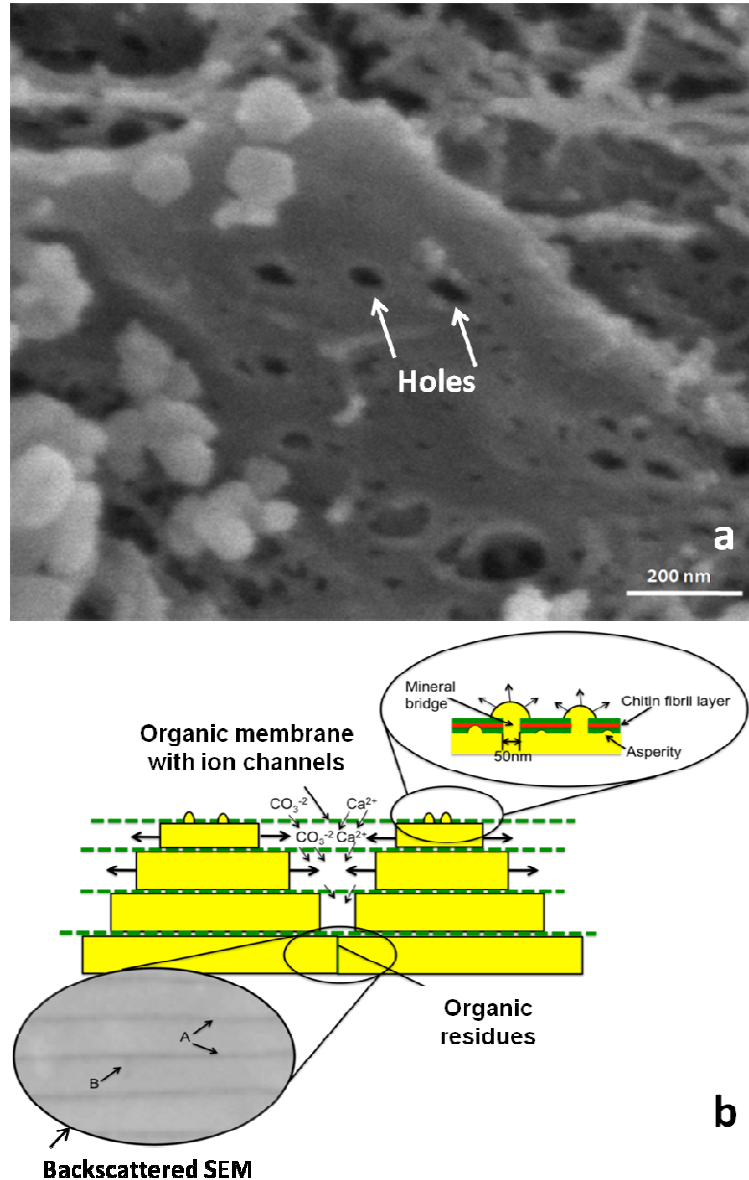 Holes
a
200 nm
Mineral
bridge
Chitin fibril layer
50nm
Asperity
Organic membrane
with ion channels
CO₃⁻² Ca²⁺
CO₃⁻² Ca²⁺
Organic
residues
A
B
b
Backscattered SEM